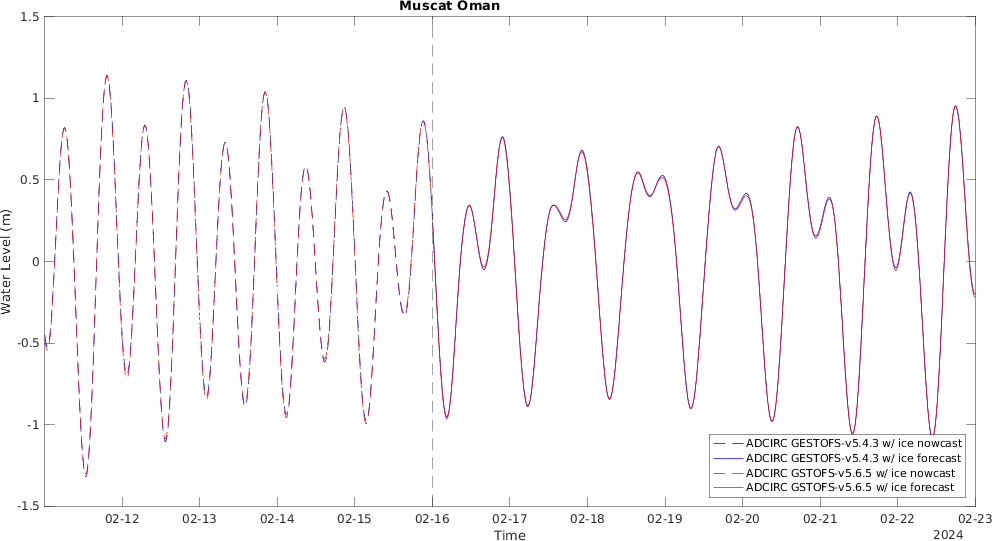 Muscat Oman
1.5
1
0.5
0
-0.5
-1
-1.5
Water Level (m)
ADCIRC GESTOFS-v5.4.3 w/ ice nowcast
ADCIRC GESTOFS-v5.4.3 w/ ice forecast
ADCIRC GSTOFS-v5.6.5 w/ ice nowcast
ADCIRC GSTOFS-v5.6.5 w/ ice forecast
02-12 02-13 02-14 02-15 02-16 02-17 02-18 02-19 02-20 02-21 02-22 02-23
Time
2024